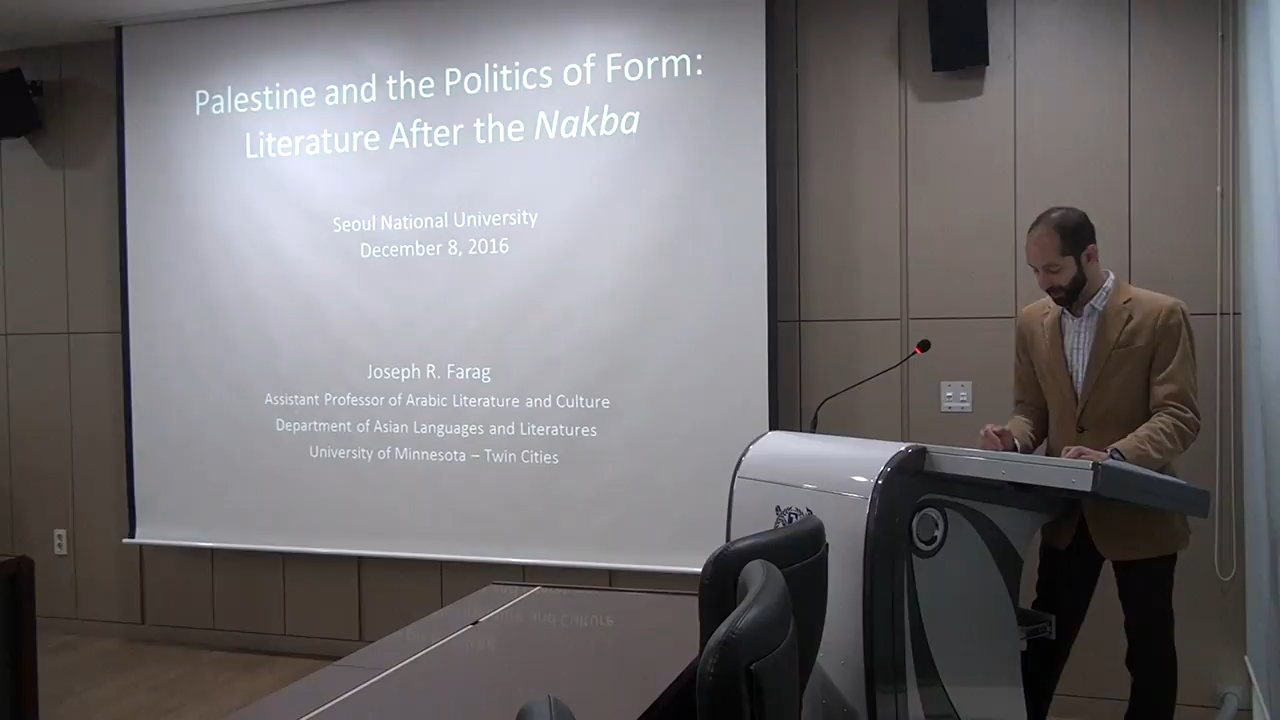 Palestine and the Politics of Form:
Literature After the Nakba
Seoul National University
December 8, 2016
Joseph R. Farag
Assistant Professor of Arabic Literature and Culture
Department of Asian Languages and Literatures
University of Minnesota – Twin Cities